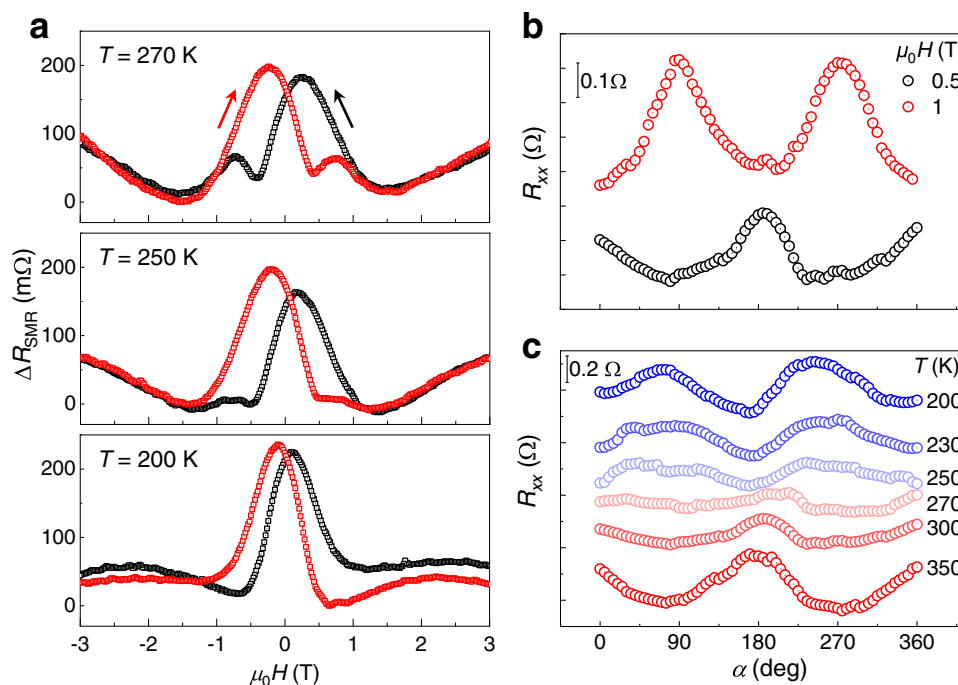 a
T = 270 K
200
100
0
T = 250 K
200
100
0
ΔR_SMR (mΩ)
T = 200 K
200
100
0
-3 -2 -1 0 1 2 3
μ₀H (T)
b
μ₀H (T)
0.5
1
0.1Ω
R_xx (Ω)
c
0.2 Ω
T (K)
200
230
250
270
300
350
R_xx (Ω)
0 90 180 270 360
α (deg)